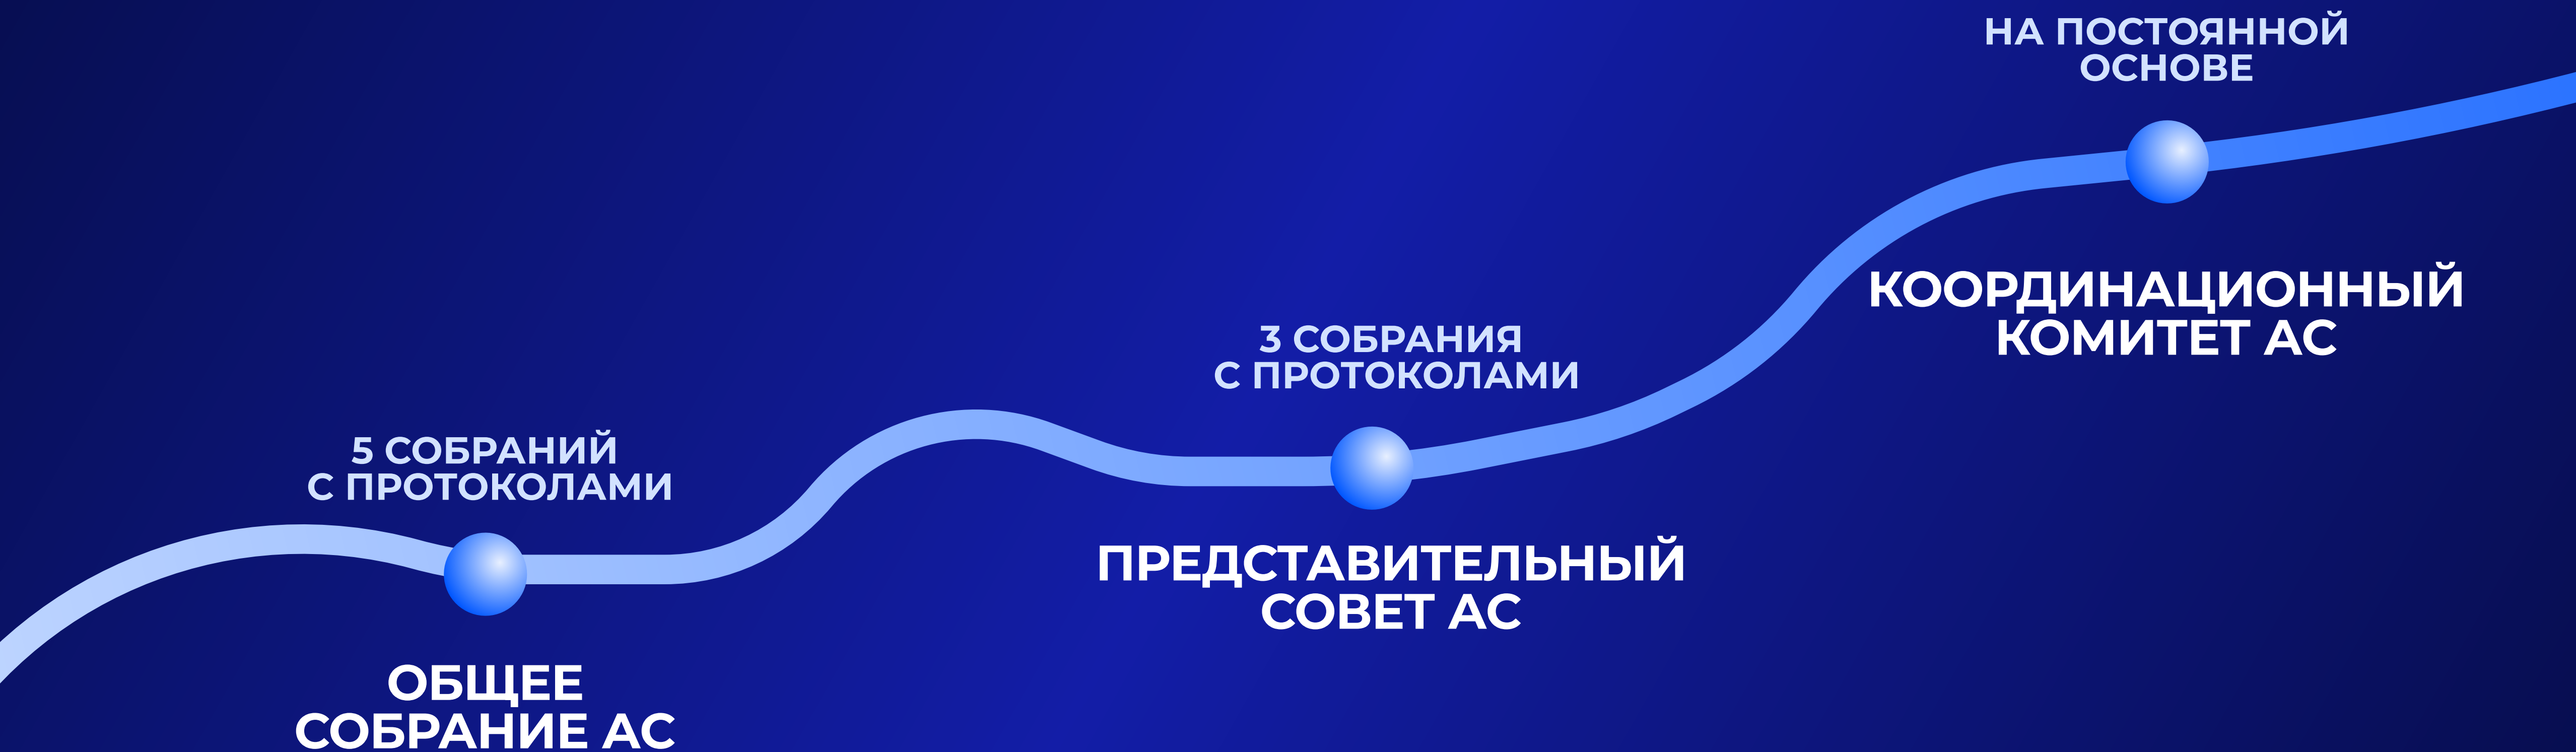 5 СОБРАНИЙ
С ПРОТОКОЛАМИ
ОБЩЕЕ
СОБРАНИЕ АС
3 СОБРАНИЯ
С ПРОТОКОЛАМИ
ПРЕДСТАВИТЕЛЬНЫЙ
СОВЕТ АС
НА ПОСТОЯННОЙ
ОСНОВЕ
КООРДИНАЦИОННЫЙ
КОМИТЕТ АС